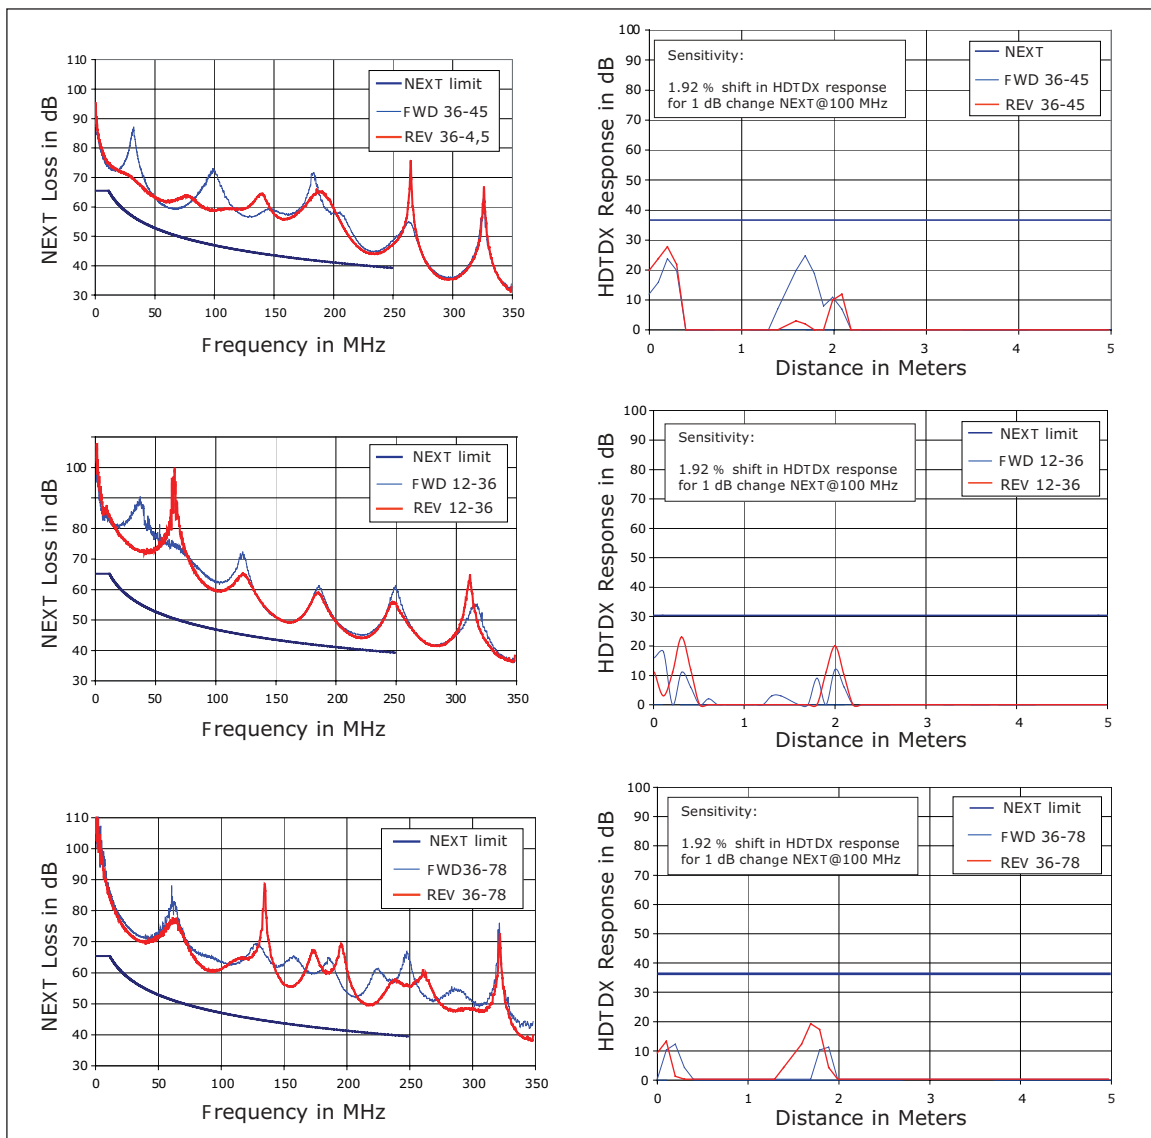 110
100
90
80
70
60
50
40
30
NEXT Loss in dB
NEXT limit
FWD 36-45
REV 36-4,5
0 50 100 150 200 250 300 350
Frequency in MHz
100
90
80
70
60
50
40
30
20
10
0
HDTDX Response in dB
Sensitivity:
1.92 % shift in HDTDX response
for 1 dB change NEXT@100 MHz
NEXT
FWD 36-45
REV 36-45
0 1 2 3 4 5
Distance in Meters
100
90
80
70
60
50
40
30
NEXT Loss in dB
NEXT limit
FWD 12-36
REV 12-36
0 50 100 150 200 250 300 350
Frequency in MHz
100
90
80
70
60
50
40
30
20
10
0
HDTDX Response in dB
Sensitivity:
1.92 % shift in HDTDX response
for 1 dB change NEXT@100 MHz
NEXT limit
FWD 12-36
REV 12-36
0 1 2 3 4 5
Distance in Meters
110
100
90
80
70
60
50
40
30
NEXT Loss in dB
NEXT limit
FWD36-78
REV 36-78
0 50 100 150 200 250 300 350
Frequency in MHz
100
90
80
70
60
50
40
30
20
10
0
HDTDX Response in dB
Sensitivity:
1.92 % shift in HDTDX response
for 1 dB change NEXT@100 MHz
NEXT limit
FWD 36-78
REV 36-78
0 1 2 3 4 5
Distance in Meters